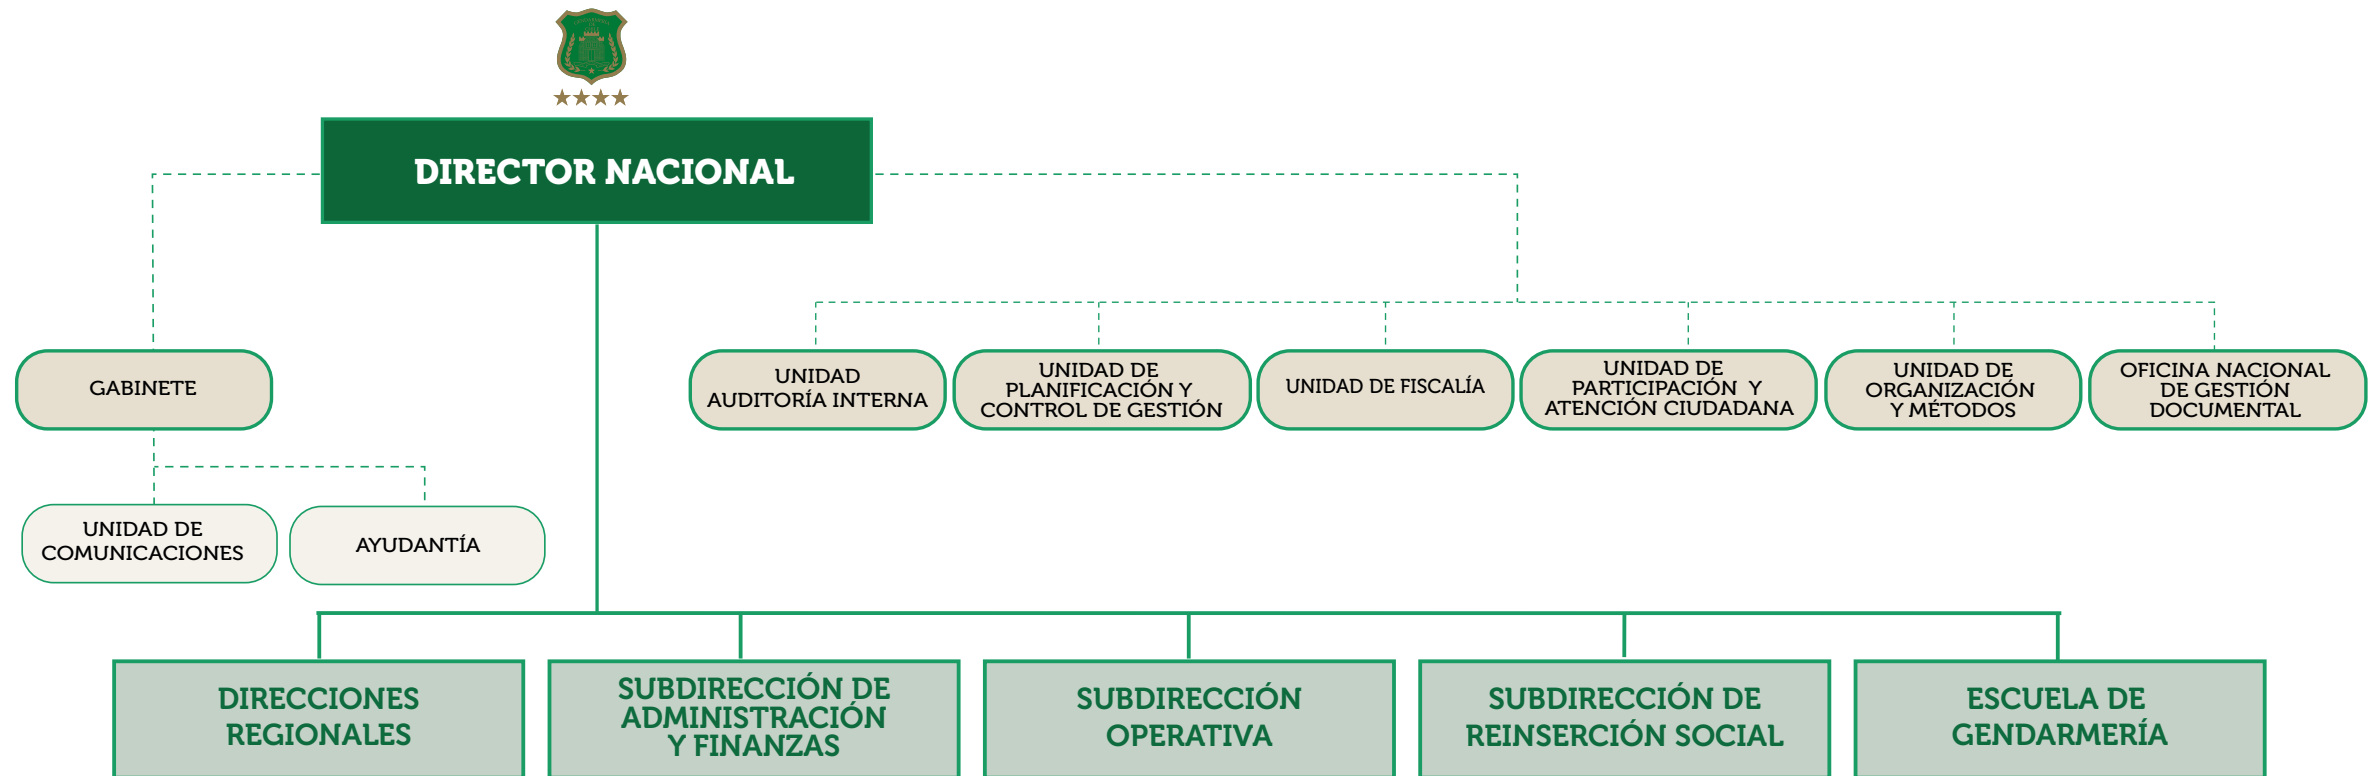 DIRECTOR NACIONAL
GABINETE
UNIDAD
AUDITORÍA INTERNA
UNIDAD DE
PLANIFICACIÓN Y
CONTROL DE GESTIÓN
UNIDAD DE FISCALÍA
UNIDAD DE
PARTICIPACIÓN Y
ATENCIÓN CIUDADANA
UNIDAD DE
ORGANIZACIÓN
Y MÉTODOS
OFICINA NACIONAL
DE GESTIÓN
DOCUMENTAL
UNIDAD DE
COMUNICACIONES
AYUDANTÍA
DIRECCIONES
REGIONALES
SUBDIRECCIÓN DE
ADMINISTRACIÓN
Y FINANZAS
SUBDIRECCIÓN
OPERATIVA
SUBDIRECCIÓN DE
REINSERCIÓN SOCIAL
ESCUELA DE
GENDARMERÍA